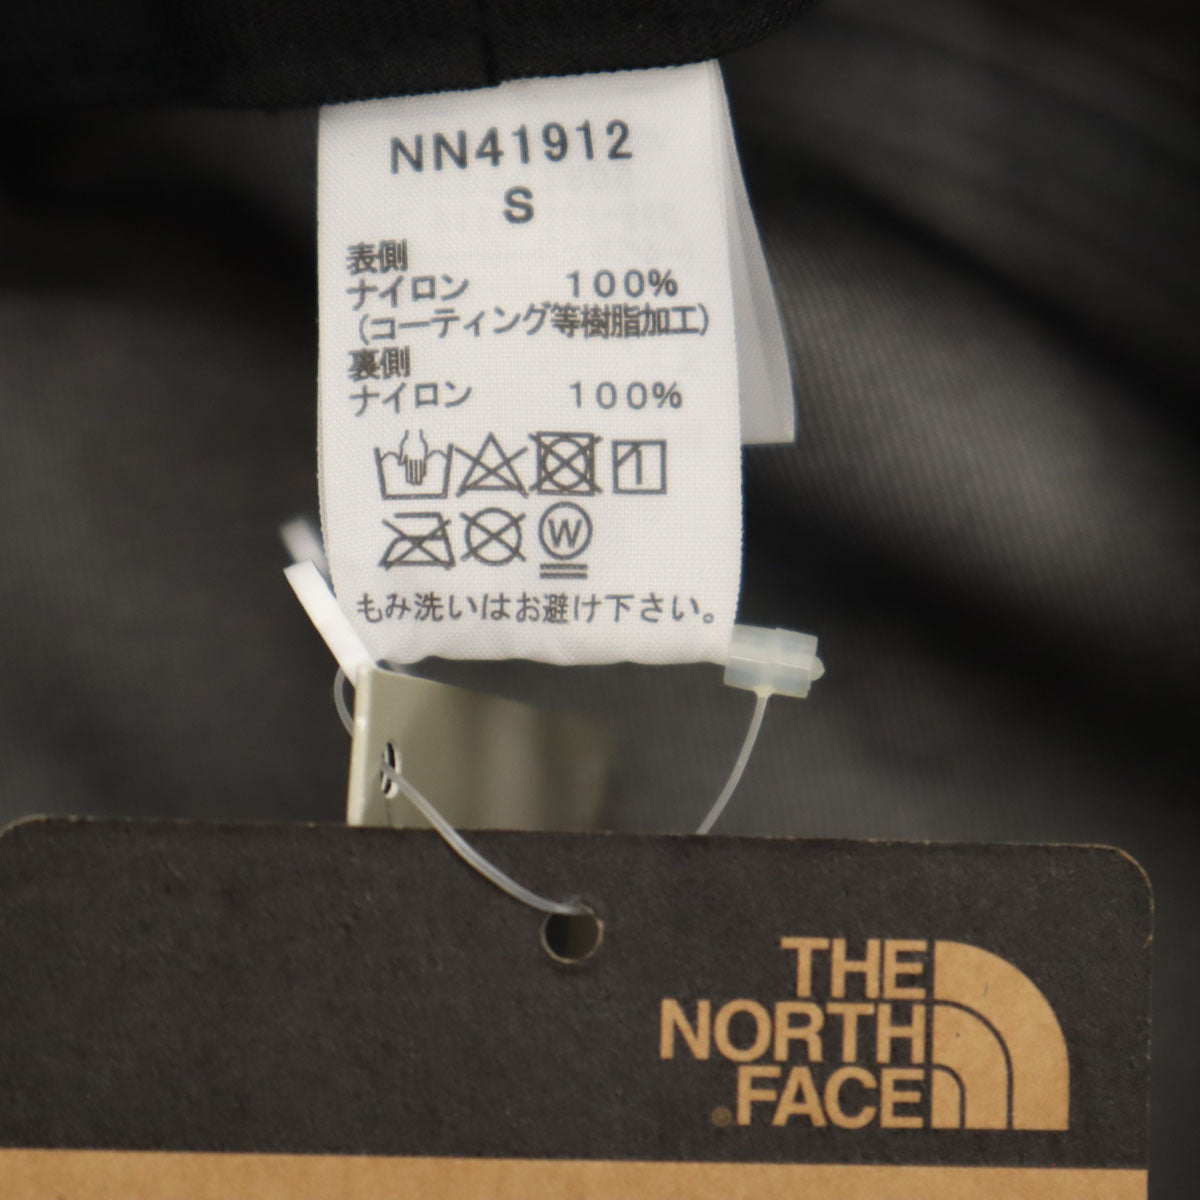 NN41912
S
表側
ナイロン 100%
(コーティング等樹脂加工)
裏側
ナイロン 100%
W
もみ洗いはお避け下さい。
THE
NORTH
FACE